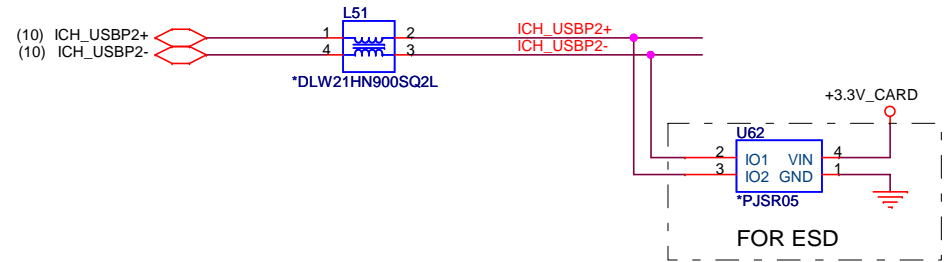 L51
(10) ICH_USBP2+ 1 2 ICH_USBP2+
(10) ICH_USBP2- 4 3 ICH_USBP2-
*DLW21HN900SQ2L
+3.3V_CARD
U62
2 IO1 VIN 4
3 IO2 GND 1
*PJSR05
FOR ESD